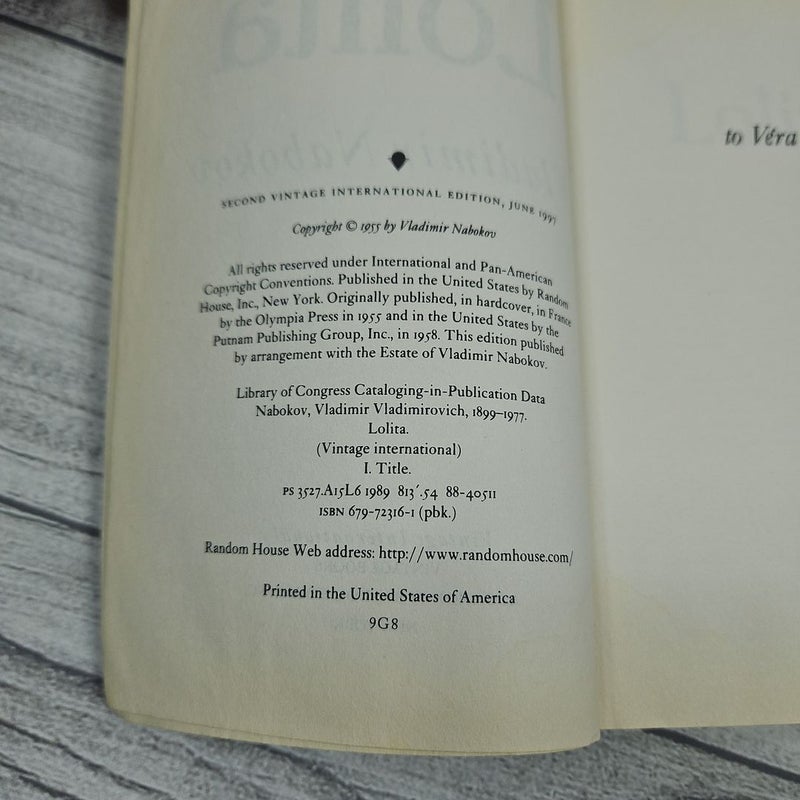 SECOND VINTAGE INTERNATIONAL EDITION, JUNE 1997
Copyright © 1955 by Vladimir Nabokov
All rights reserved under International and Pan-American
Copyright Conventions. Published in the United States by Random
House, Inc., New York. Originally published, in hardcover, in France
by the Olympia Press in 1955 and in the United States by the
Putnam Publishing Group, Inc., in 1958. This edition published
by arrangement with the Estate of Vladimir Nabokov.
Library of Congress Cataloging-in-Publication Data
Nabokov, Vladimir Vladimirovich, 1899–1977.
Lolita.
(Vintage international)
I. Title.
PS 3527.A15L6 1989 813´.54 88-40511
ISBN 679-72316-1 (pbk.)
Random House Web address: http://www.randomhouse.com/
Printed in the United States of America
9G8
to Véra